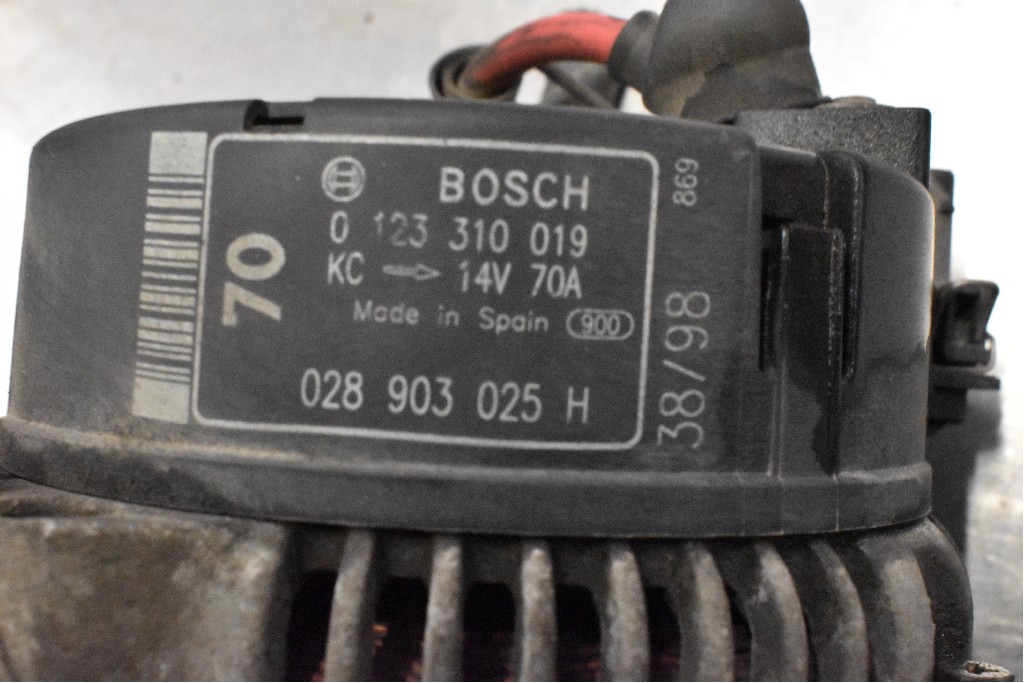 BOSCH
0 123 310 019
KC 14V 70A
Made in Spain 900
028 903 025 H
70
869
38/98